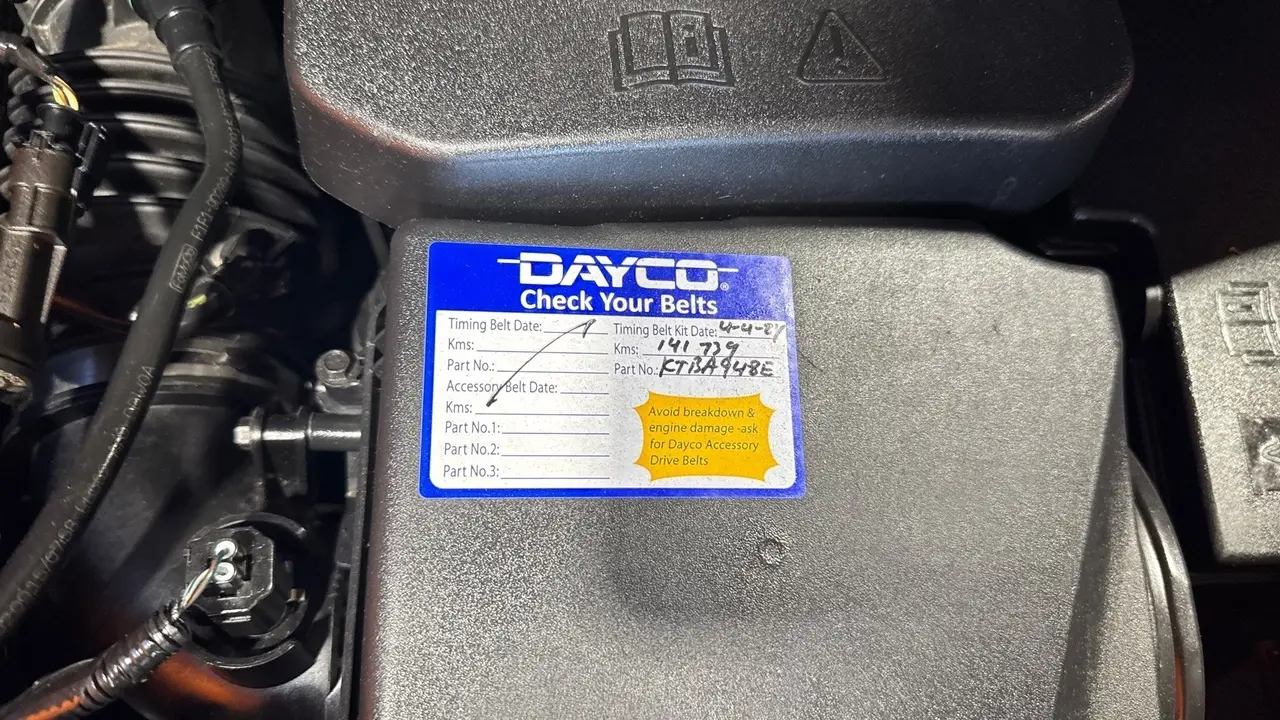 DAYCO®
Check Your Belts
Timing Belt Date:
Kms:
Part No.:
Accessory Belt Date:
Kms:
Part No.1:
Part No.2:
Part No.3:
Timing Belt Kit Date: 4-4-24
Kms: 141 739
Part No.: KTBA948E
Avoid breakdown &
engine damage -ask
for Dayco Accessory
Drive Belts